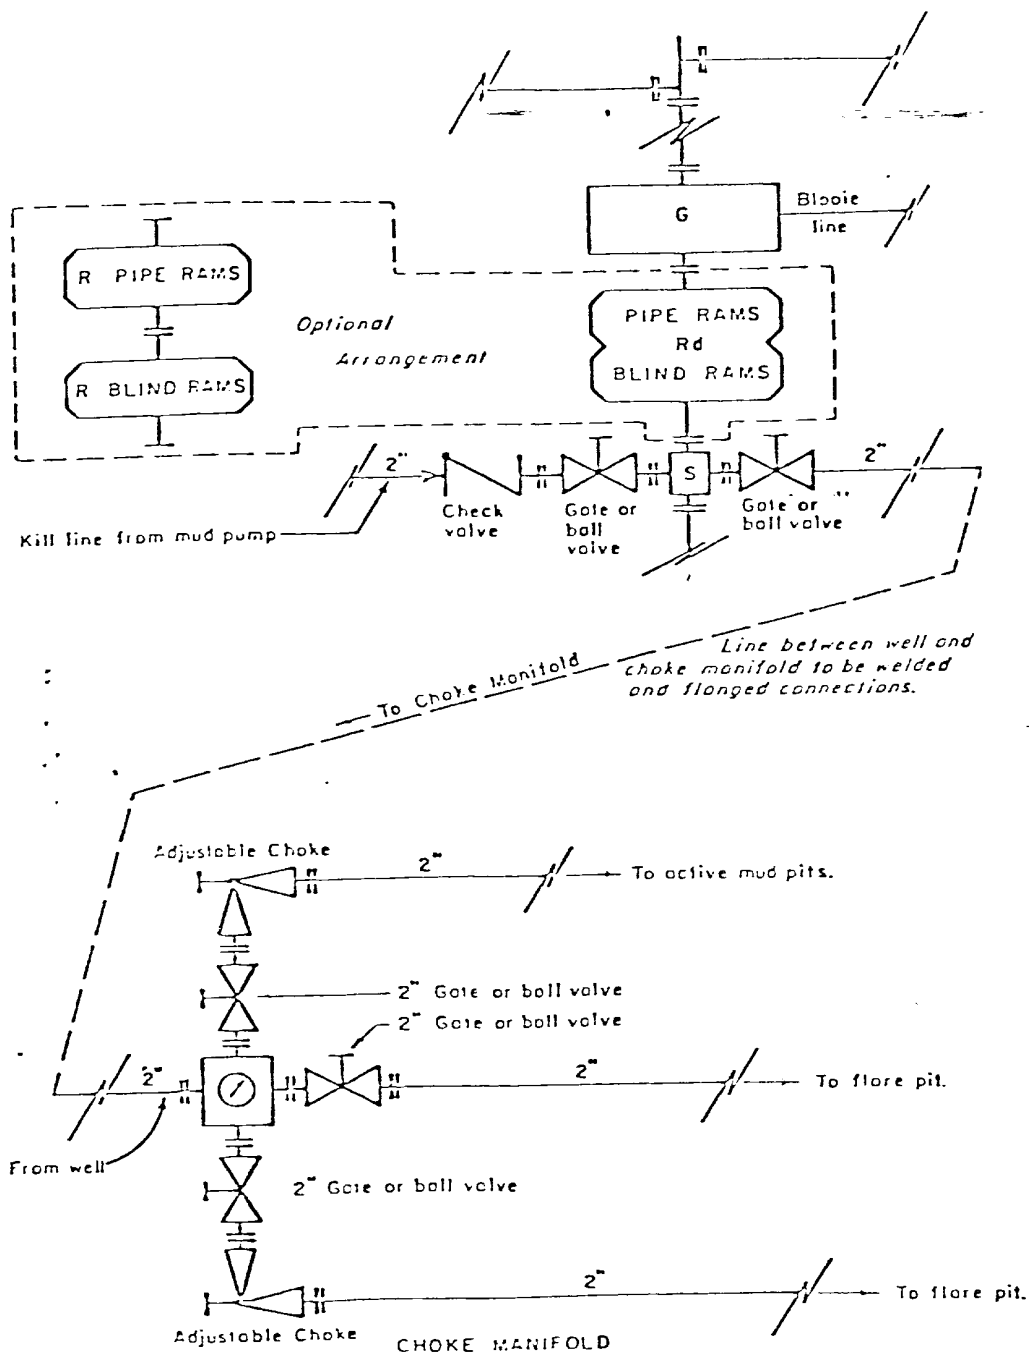 G
Blooie
line
R PIPE RAMS
R BLIND RAMS
Optional
Arrangement
PIPE RAMS
Rd
BLIND RAMS
2"
S
2"
Check
valve
Gate or
ball
valve
Gate or
ball valve
Kill line from mud pump
Line between well and
choke manifold to be welded
and flanged connections.
To Choke Manifold
Adjustable Choke
2"
To active mud pits.
2" Gate or ball valve
2" Gate or ball valve
2"
2"
To flare pit.
From well
2" Gate or ball valve
2"
To flare pit.
Adjustable Choke
CHOKE MANIFOLD